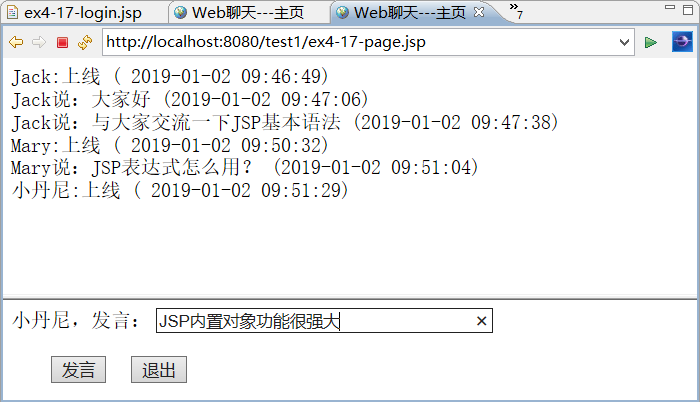 ex4-17-login.jsp Web聊天---主页 Web聊天---主页 »7
http://localhost:8080/test1/ex4-17-page.jsp
Jack:上线 ( 2019-01-02 09:46:49)
Jack说：大家好 (2019-01-02 09:47:06)
Jack说：与大家交流一下JSP基本语法 (2019-01-02 09:47:38)
Mary:上线 ( 2019-01-02 09:50:32)
Mary说：JSP表达式怎么用？ (2019-01-02 09:51:04)
小丹尼:上线 ( 2019-01-02 09:51:29)
小丹尼，发言： JSP内置对象功能很强大
发言 退出